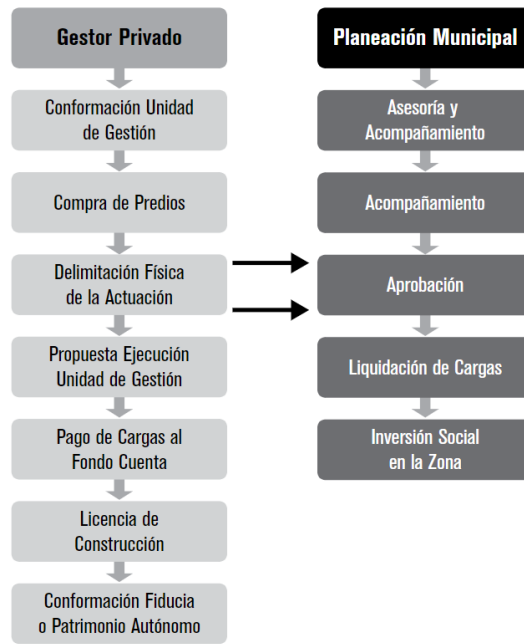 Gestor Privado
Conformación Unidad
de Gestión
Compra de Predios
Delimitación Física
de la Actuación
Propuesta Ejecución
Unidad de Gestión
Pago de Cargas al
Fondo Cuenta
Licencia de
Construcción
Conformación Fiducia
o Patrimonio Autónomo
Planeación Municipal
Asesoría y
Acompañamiento
Acompañamiento
Aprobación
Liquidación de Cargas
Inversión Social
en la Zona